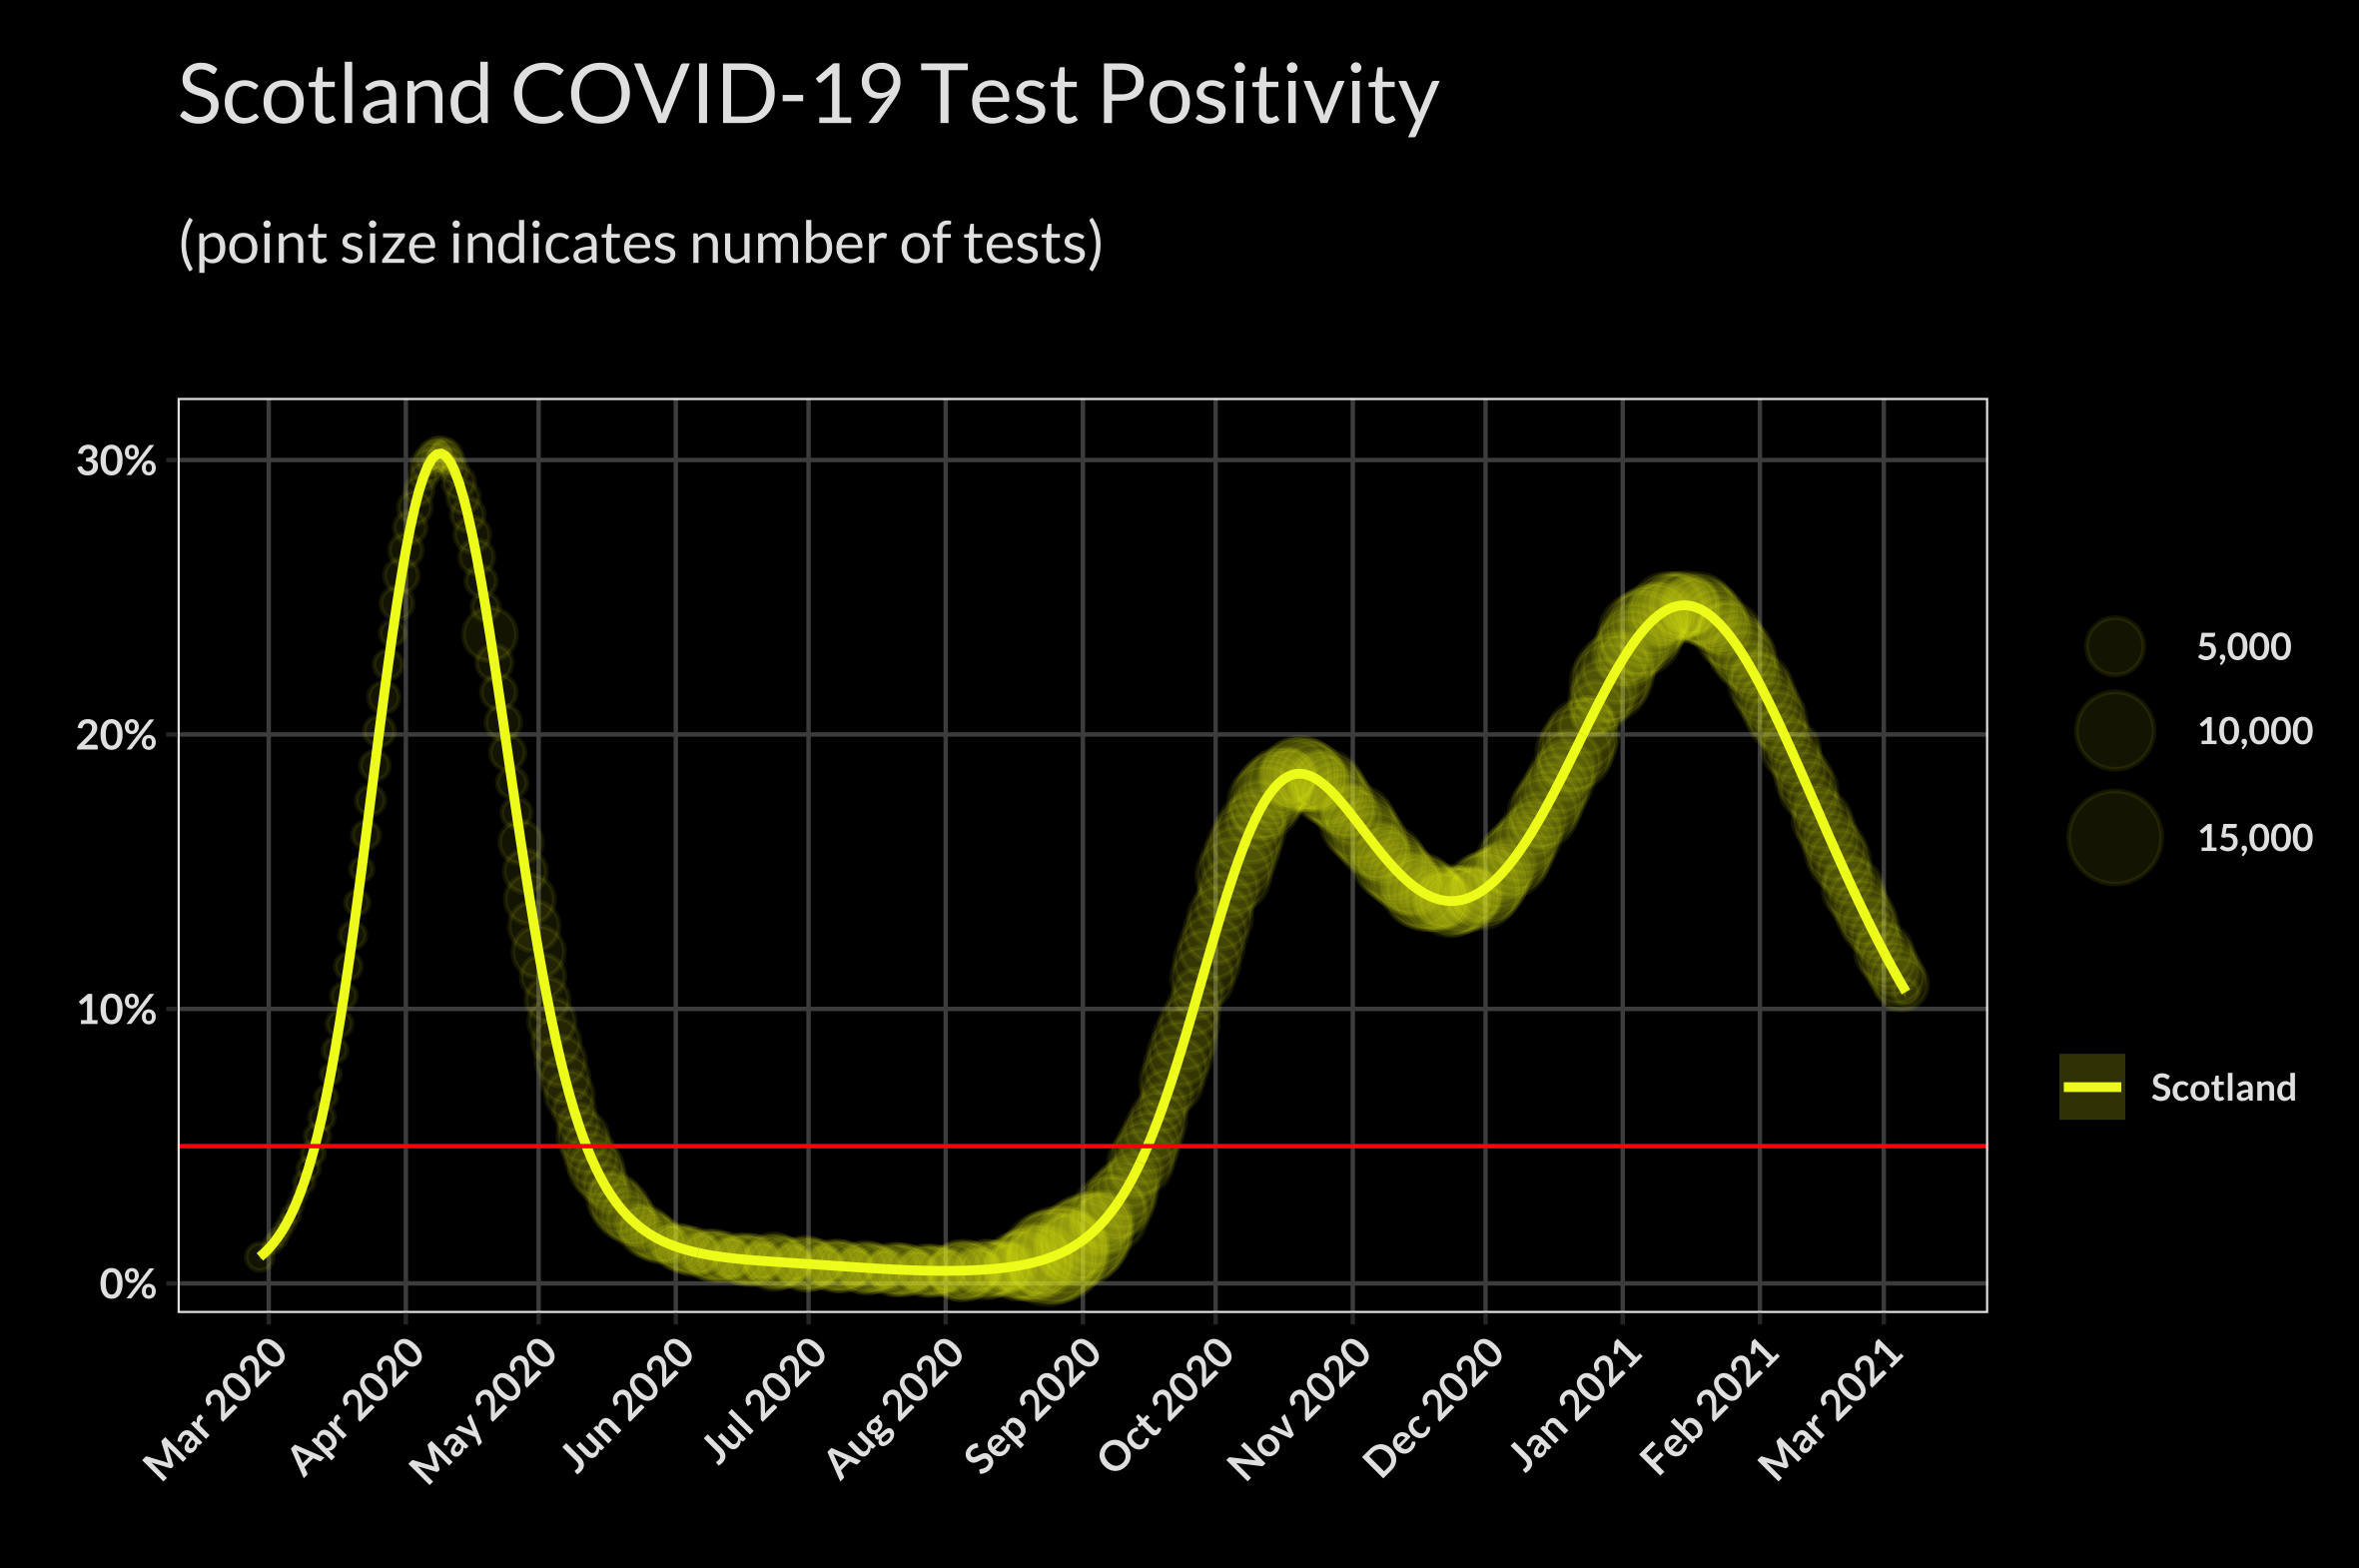 Scotland COVID-19 Test Positivity
(point size indicates number of tests)
30%
20%
10%
0%
Mar 2020
Apr 2020
May 2020
Jun 2020
Jul 2020
Aug 2020
Sep 2020
Oct 2020
Nov 2020
Dec 2020
Jan 2021
Feb 2021
Mar 2021
5,000
10,000
15,000
Scotland